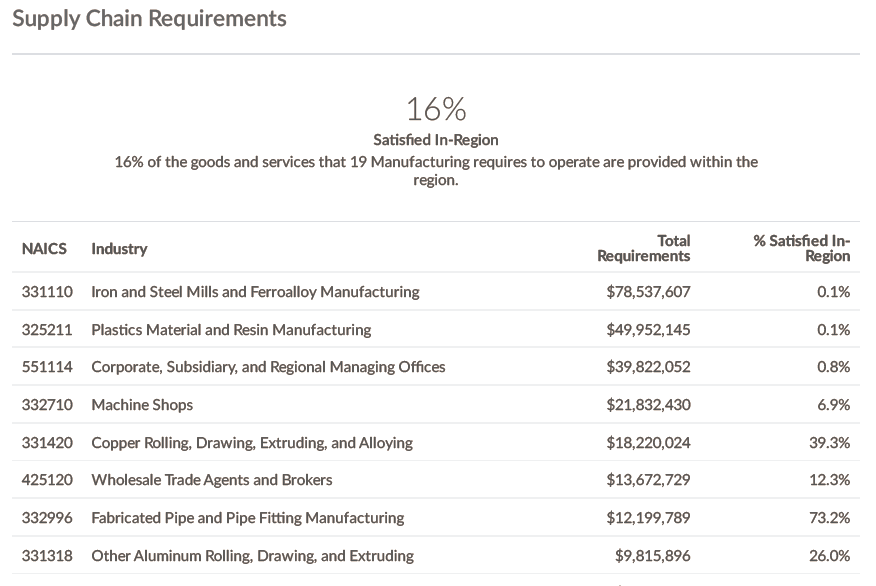 Supply Chain Requirements
16%
Satisfied In-Region
16% of the goods and services that 19 Manufacturing requires to operate are provided within the
region.
NAICS Industry Total Requirements % Satisfied In-Region
331110 Iron and Steel Mills and Ferroalloy Manufacturing $78,537,607 0.1%
325211 Plastics Material and Resin Manufacturing $49,952,145 0.1%
551114 Corporate, Subsidiary, and Regional Managing Offices $39,822,052 0.8%
332710 Machine Shops $21,832,430 6.9%
331420 Copper Rolling, Drawing, Extruding, and Alloying $18,220,024 39.3%
425120 Wholesale Trade Agents and Brokers $13,672,729 12.3%
332996 Fabricated Pipe and Pipe Fitting Manufacturing $12,199,789 73.2%
331318 Other Aluminum Rolling, Drawing, and Extruding $9,815,896 26.0%